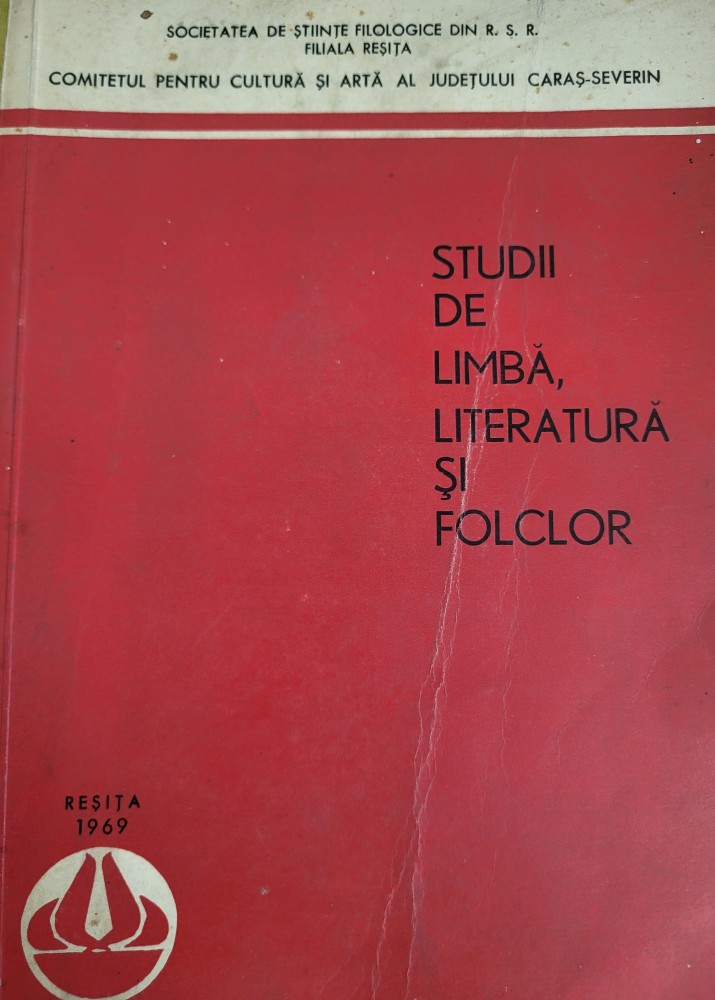 SOCIETATEA DE ȘTIINȚE FILOLOGICE DIN R. S. R.
FILIALA REȘIȚA
COMITETUL PENTRU CULTURĂ ȘI ARTĂ AL JUDEȚULUI CARAȘ-SEVERIN
STUDII
DE
LIMBĂ,
LITERATURĂ
ȘI
FOLCLOR
REȘIȚA
1969